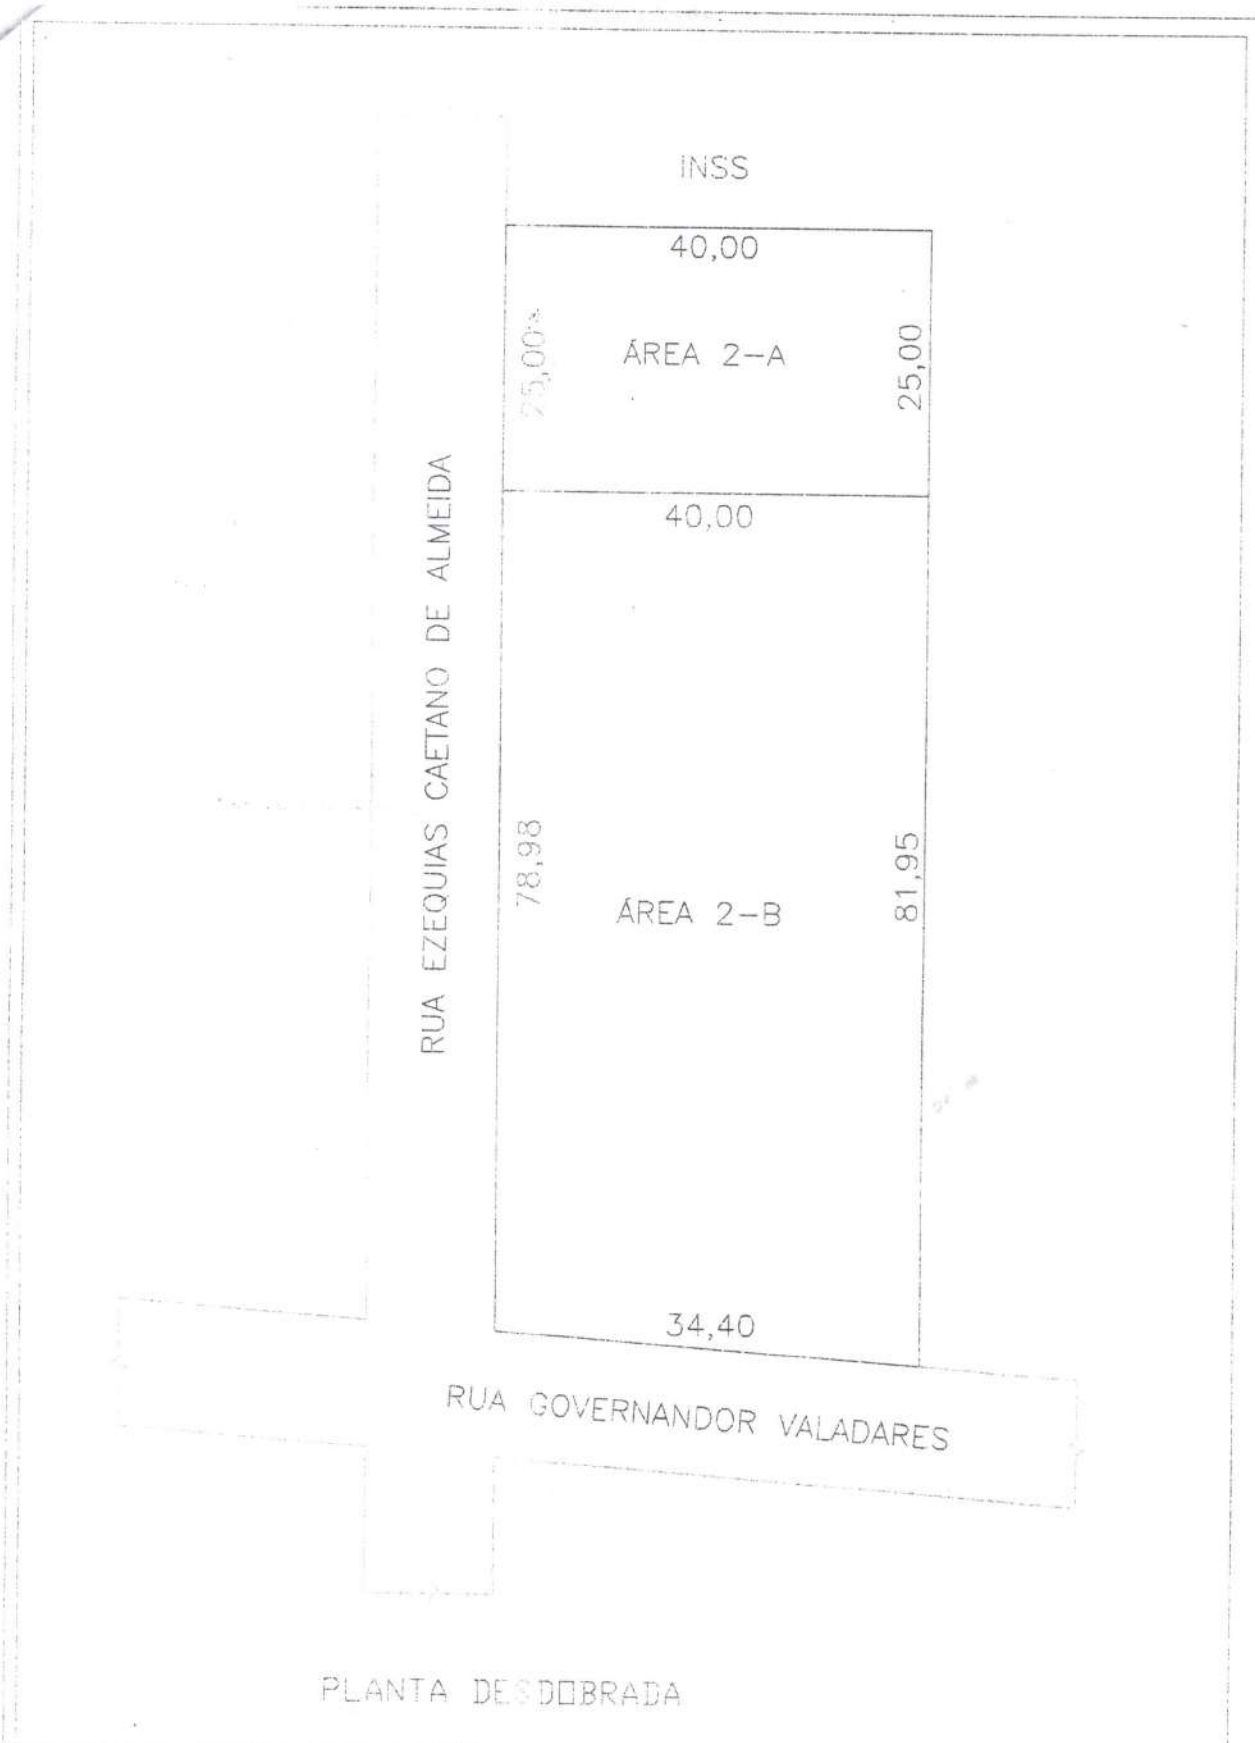 INSS
40,00
25,00
ÁREA 2-A
25,00
40,00
RUA EZEQUIAS CAETANO DE ALMEIDA
78,98
ÁREA 2-B
81,95
34,40
RUA GOVERNANDOR VALADARES
PLANTA DESDOBRADA